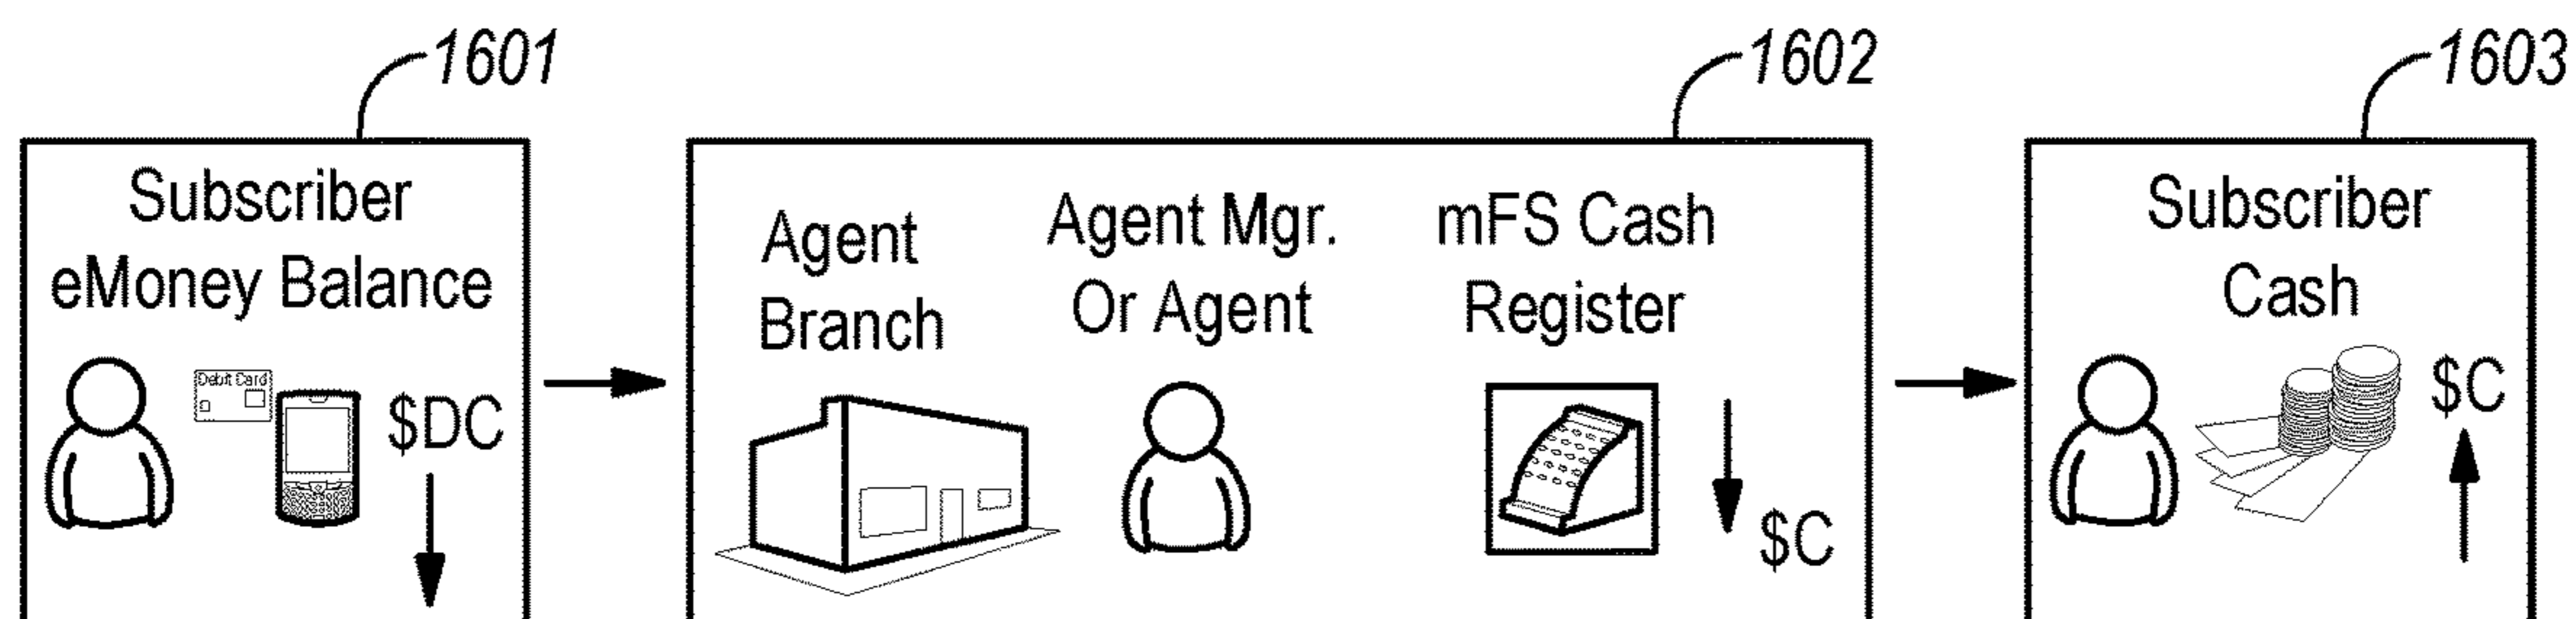 1601
1602
1603
Subscriber
eMoney Balance
Debit Card
$DC
Agent
Branch
Agent Mgr.
Or Agent
mFS Cash
Register
$C
Subscriber
Cash
$C